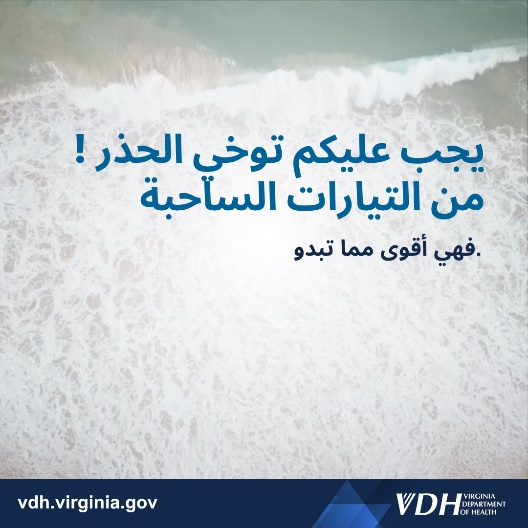 يجب عليكم توخي الحذر !
من التيارات الساحبة
.فهي أقوى مما تبدو
vdh.virginia.gov
VDH VIRGINIA
DEPARTMENT
OF HEALTH